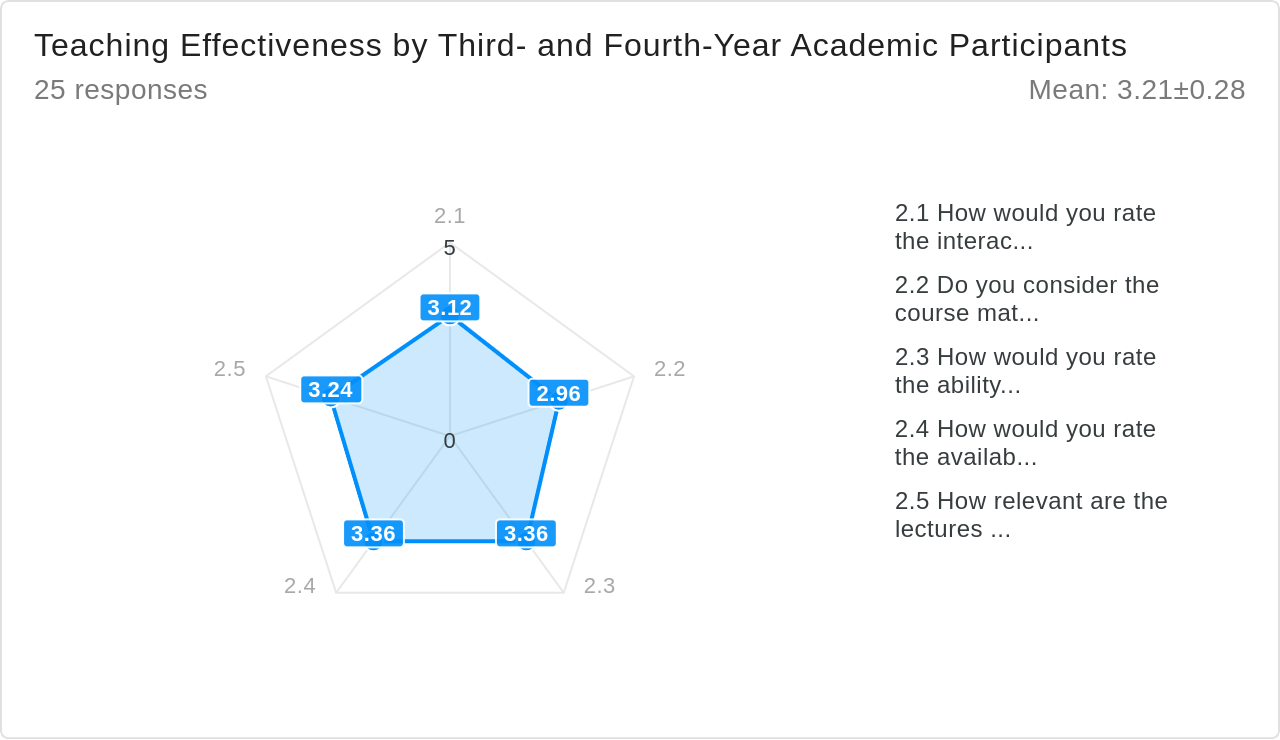 Teaching Effectiveness by Third- and Fourth-Year Academic Participants
25 responses
Mean: 3.21±0.28
2.1
5
3.12
2.5
2.2
3.24
2.96
0
3.36
3.36
2.4
2.3
2.1 How would you rate
the interac...
2.2 Do you consider the
course mat...
2.3 How would you rate
the ability...
2.4 How would you rate
the availab...
2.5 How relevant are the
lectures ...